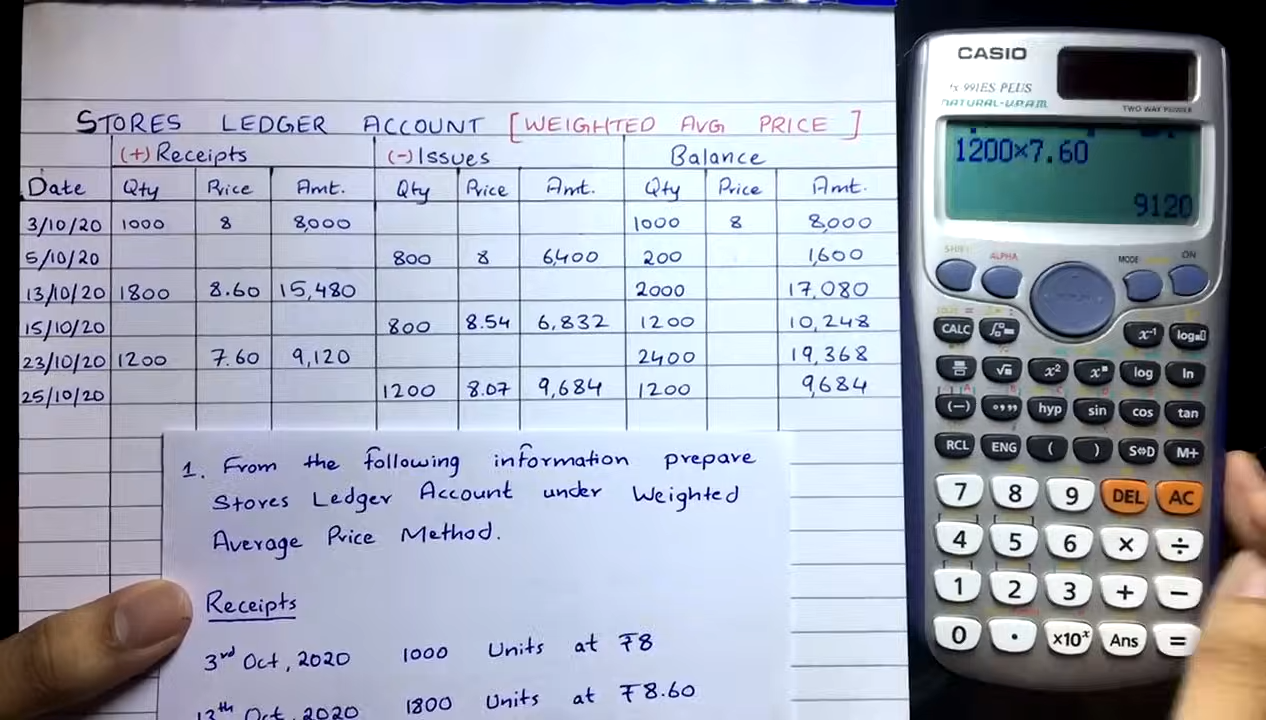 STORES LEDGER ACCOUNT [WEIGHTED AVG PRICE]
(+) Receipts (-) Issues Balance
Date Qty Price Amt. Qty Price Amt. Qty Price Amt.
3/10/20 1000 8 8,000 1000 8 8,000
5/10/20 800 8 6,400 200 1,600
13/10/20 1800 8.60 15,480 2000 17,080
15/10/20 800 8.54 6,832 1200 10,248
23/10/20 1200 7.60 9,120 2400 19,368
25/10/20 1200 8.07 9,684 1200 9,684
1. From the following information prepare
Stores Ledger Account under Weighted
Average Price Method.
Receipts
3rd Oct, 2020 1000 Units at ₹8
13th Oct, 2020 1800 Units at ₹8.60
CASIO
fx-991ES PLUS
NATURAL-V.P.A.M.
TWO WAY POWER
1200×7.60
9120
SHIFT ALPHA MODE ON
CALC x⁻¹ log
√ x² log ln
(−) °'" hyp sin cos tan
RCL ENG ( ) S⇔D M+
7 8 9 DEL AC
4 5 6 × ÷
1 2 3 + −
0 . ×10ˣ Ans =